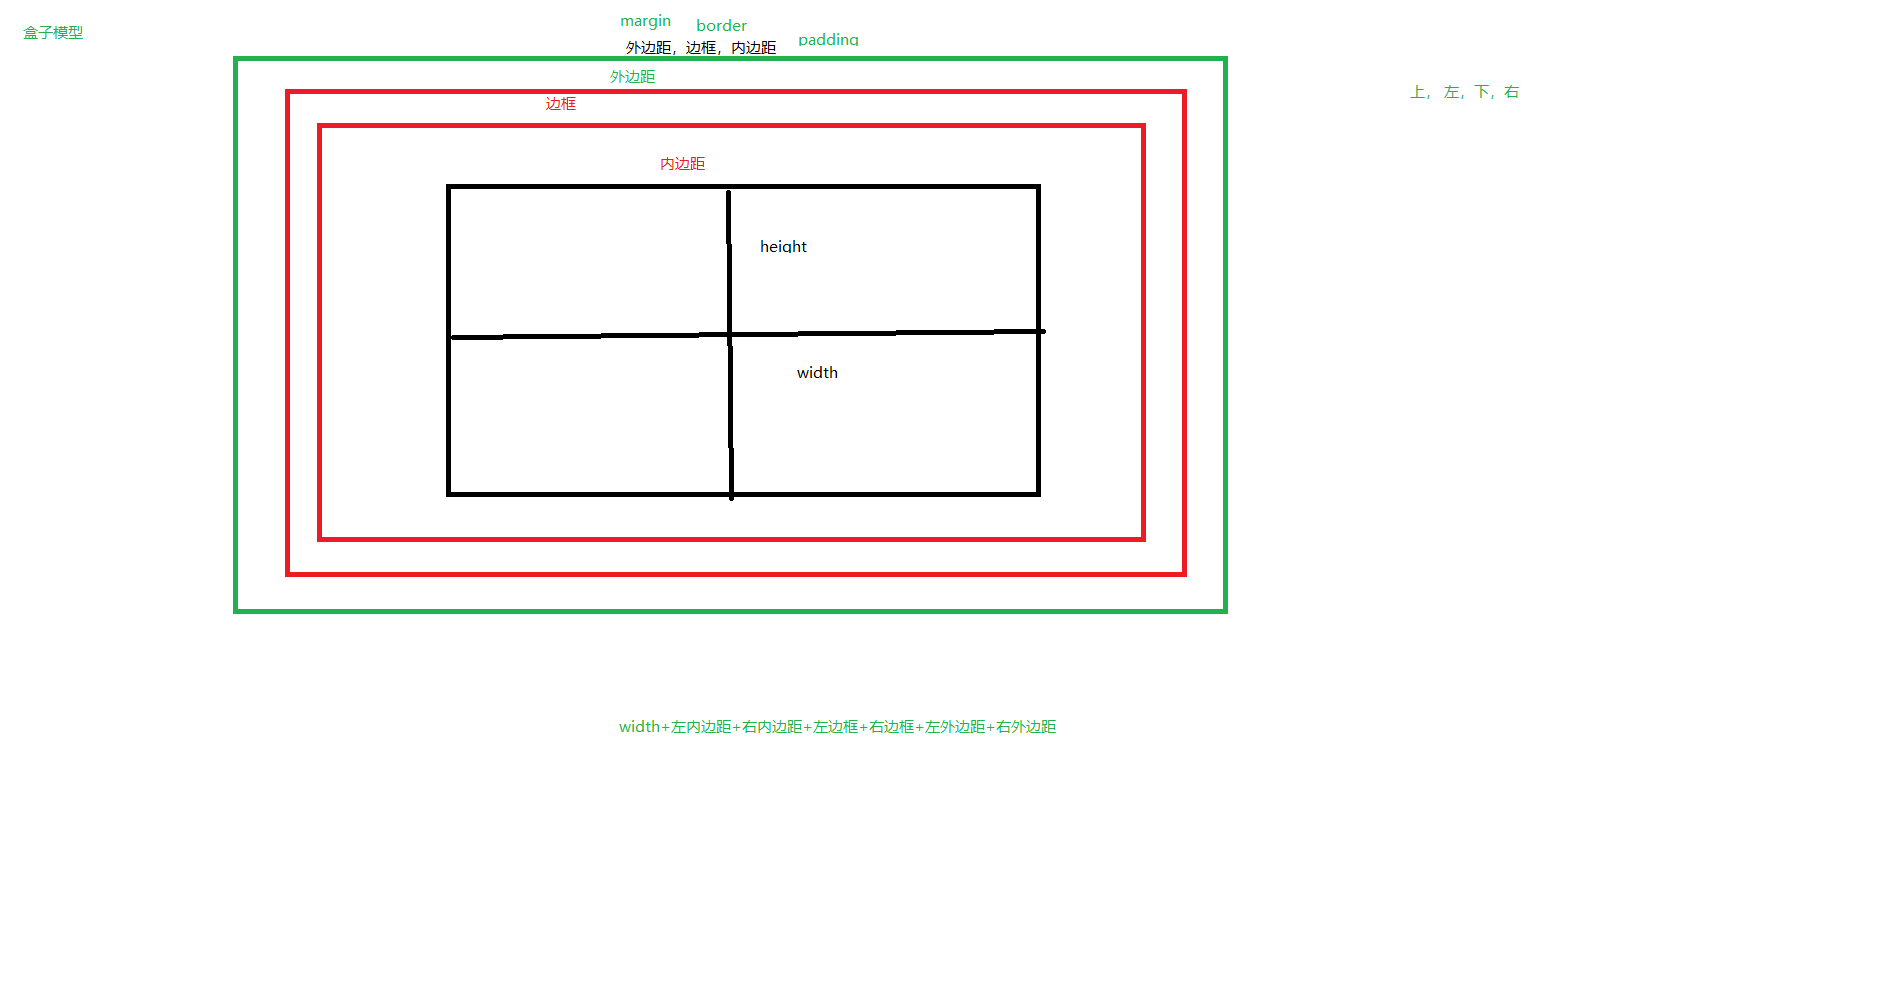 盒子模型
margin
border
padding
外边距，边框，内边距
外边距
上， 左，下，右
边框
内边距
height
width
width+左内边距+右内边距+左边框+右边框+左外边距+右外边距